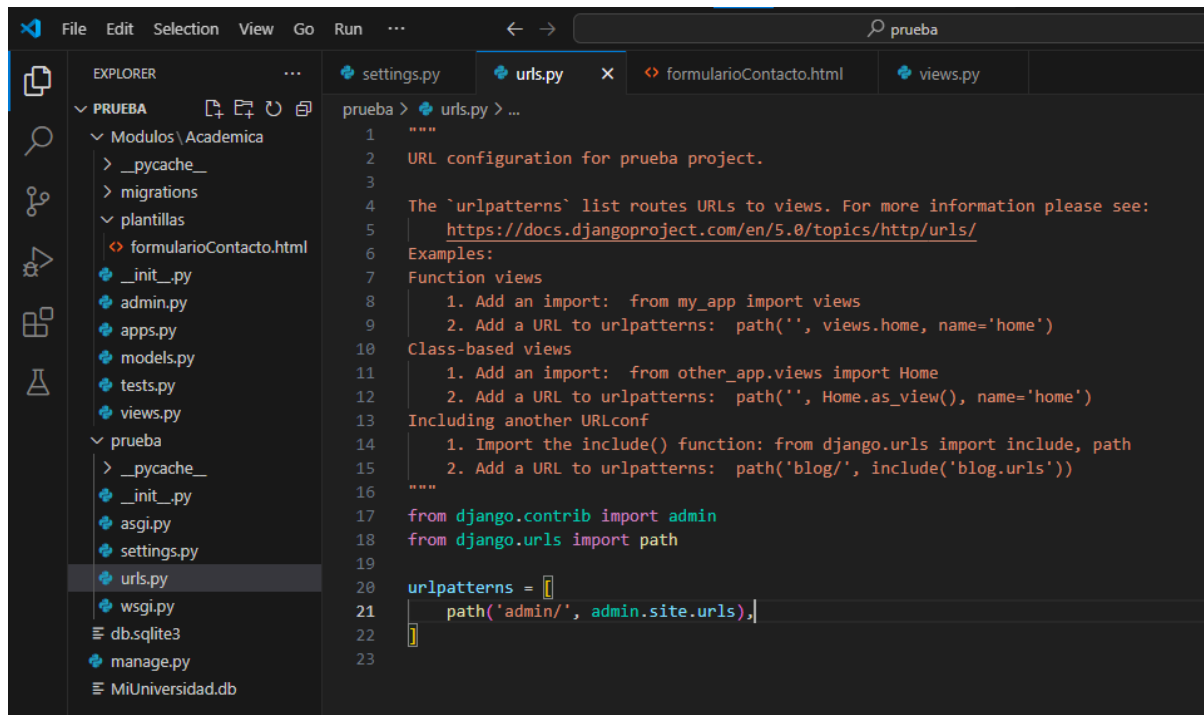 File Edit Selection View Go Run ···
prueba
EXPLORER ···
PRUEBA
Modulos\Academica
__pycache__
migrations
plantillas
<> formularioContacto.html
__init__.py
admin.py
apps.py
models.py
tests.py
views.py
prueba
__pycache__
__init__.py
asgi.py
settings.py
urls.py
wsgi.py
db.sqlite3
manage.py
MiUniversidad.db
settings.py urls.py <> formularioContacto.html views.py
prueba > urls.py > ...
1 """
2 URL configuration for prueba project.
3
4 The `urlpatterns` list routes URLs to views. For more information please see:
5     https://docs.djangoproject.com/en/5.0/topics/http/urls/
6 Examples:
7 Function views
8     1. Add an import:  from my_app import views
9     2. Add a URL to urlpatterns:  path('', views.home, name='home')
10 Class-based views
11     1. Add an import:  from other_app.views import Home
12     2. Add a URL to urlpatterns:  path('', Home.as_view(), name='home')
13 Including another URLconf
14     1. Import the include() function: from django.urls import include, path
15     2. Add a URL to urlpatterns:  path('blog/', include('blog.urls'))
16 """
17 from django.contrib import admin
18 from django.urls import path
19
20 urlpatterns = [
21     path('admin/', admin.site.urls),
22 ]
23